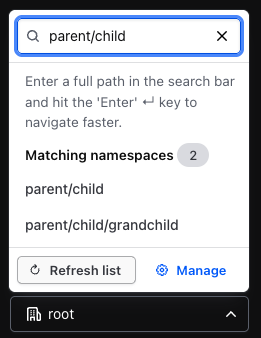 parent/child
Enter a full path in the search bar
and hit the 'Enter' ↵ key to
navigate faster.
Matching namespaces 2
parent/child
parent/child/grandchild
Refresh list Manage
root